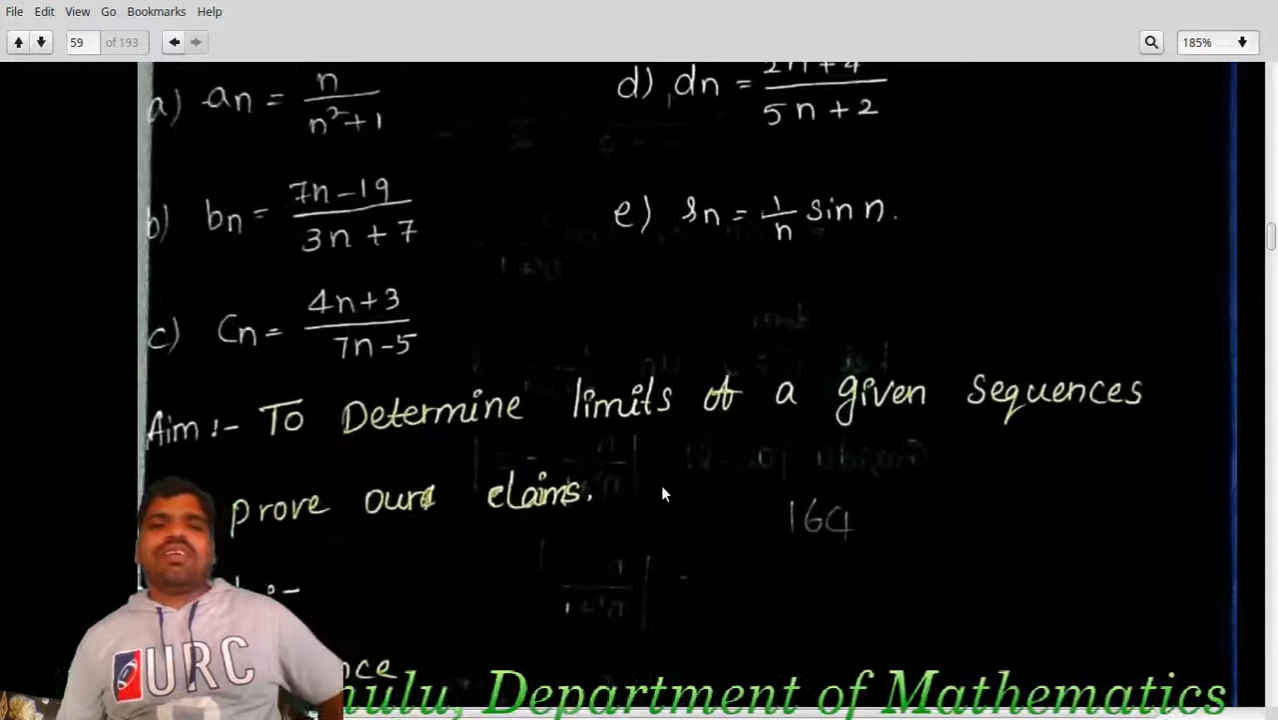 File Edit View Go Bookmarks Help
59 of 193
185%
a) an = n / n²+1
d) dn = 2n+4 / 5n+2
b) bn = 7n-19 / 3n+7
e) sn = 1/n sin n.
c) Cn = 4n+3 / 7n-5
Aim :- To Determine limits of a given sequences
prove our claims.
164
:-
nce
URC
nulu, Department of Mathematics